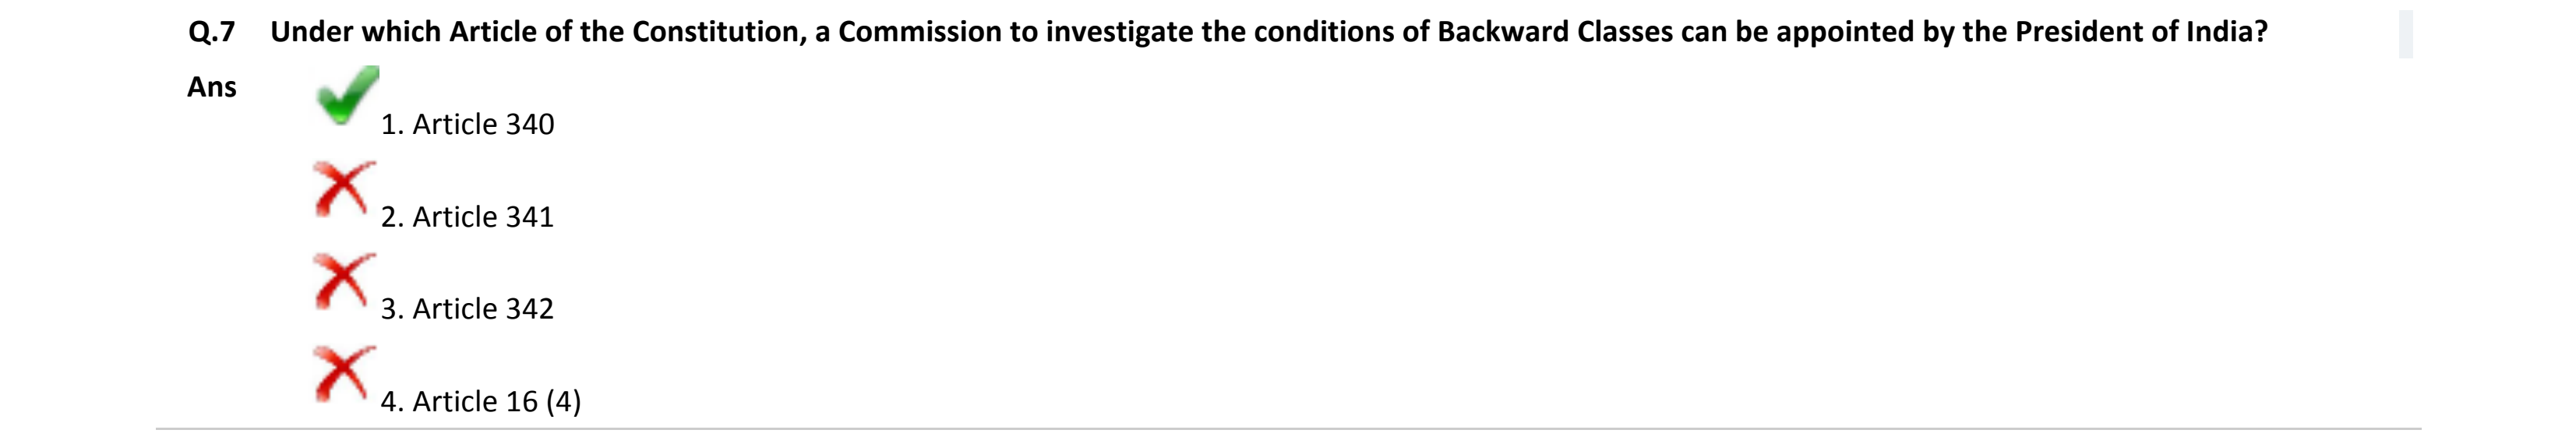 Q.7 Under which Article of the Constitution, a Commission to investigate the conditions of Backward Classes can be appointed by the President of India?
Ans
1. Article 340
2. Article 341
3. Article 342
4. Article 16 (4)